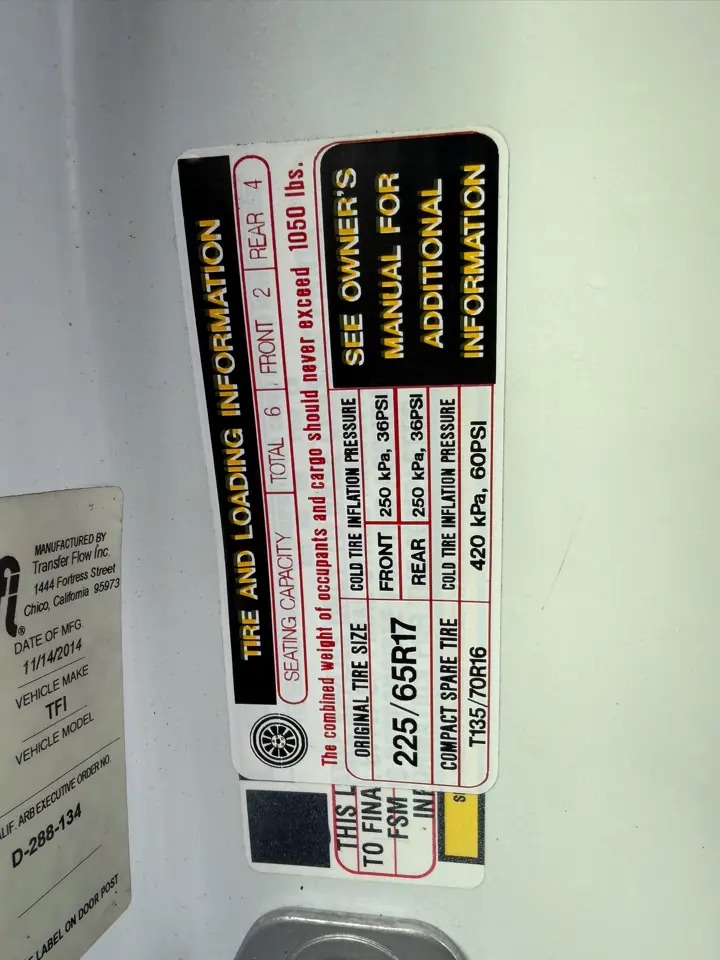 TIRE AND LOADING INFORMATION
SEATING CAPACITY TOTAL 6 FRONT 2 REAR 4
The combined weight of occupants and cargo should never exceed 1050 lbs.
ORIGINAL TIRE SIZE COLD TIRE INFLATION PRESSURE
225/65R17 FRONT 250 kPa, 36PSI
REAR 250 kPa, 36PSI
COMPACT SPARE TIRE COLD TIRE INFLATION PRESSURE
T135/70R16 420 kPa, 60PSI
SEE OWNER'S
MANUAL FOR
ADDITIONAL
INFORMATION
THIS L
TO FINA
FSM
INF
MANUFACTURED BY
Transfer Flow Inc.
1444 Fortress Street
Chico, California 95973
DATE OF MFG.
11/14/2014
VEHICLE MAKE
TFI
VEHICLE MODEL
ALIF. ARB EXECUTIVE ORDER NO.
D-288-134
LABEL ON DOOR POST